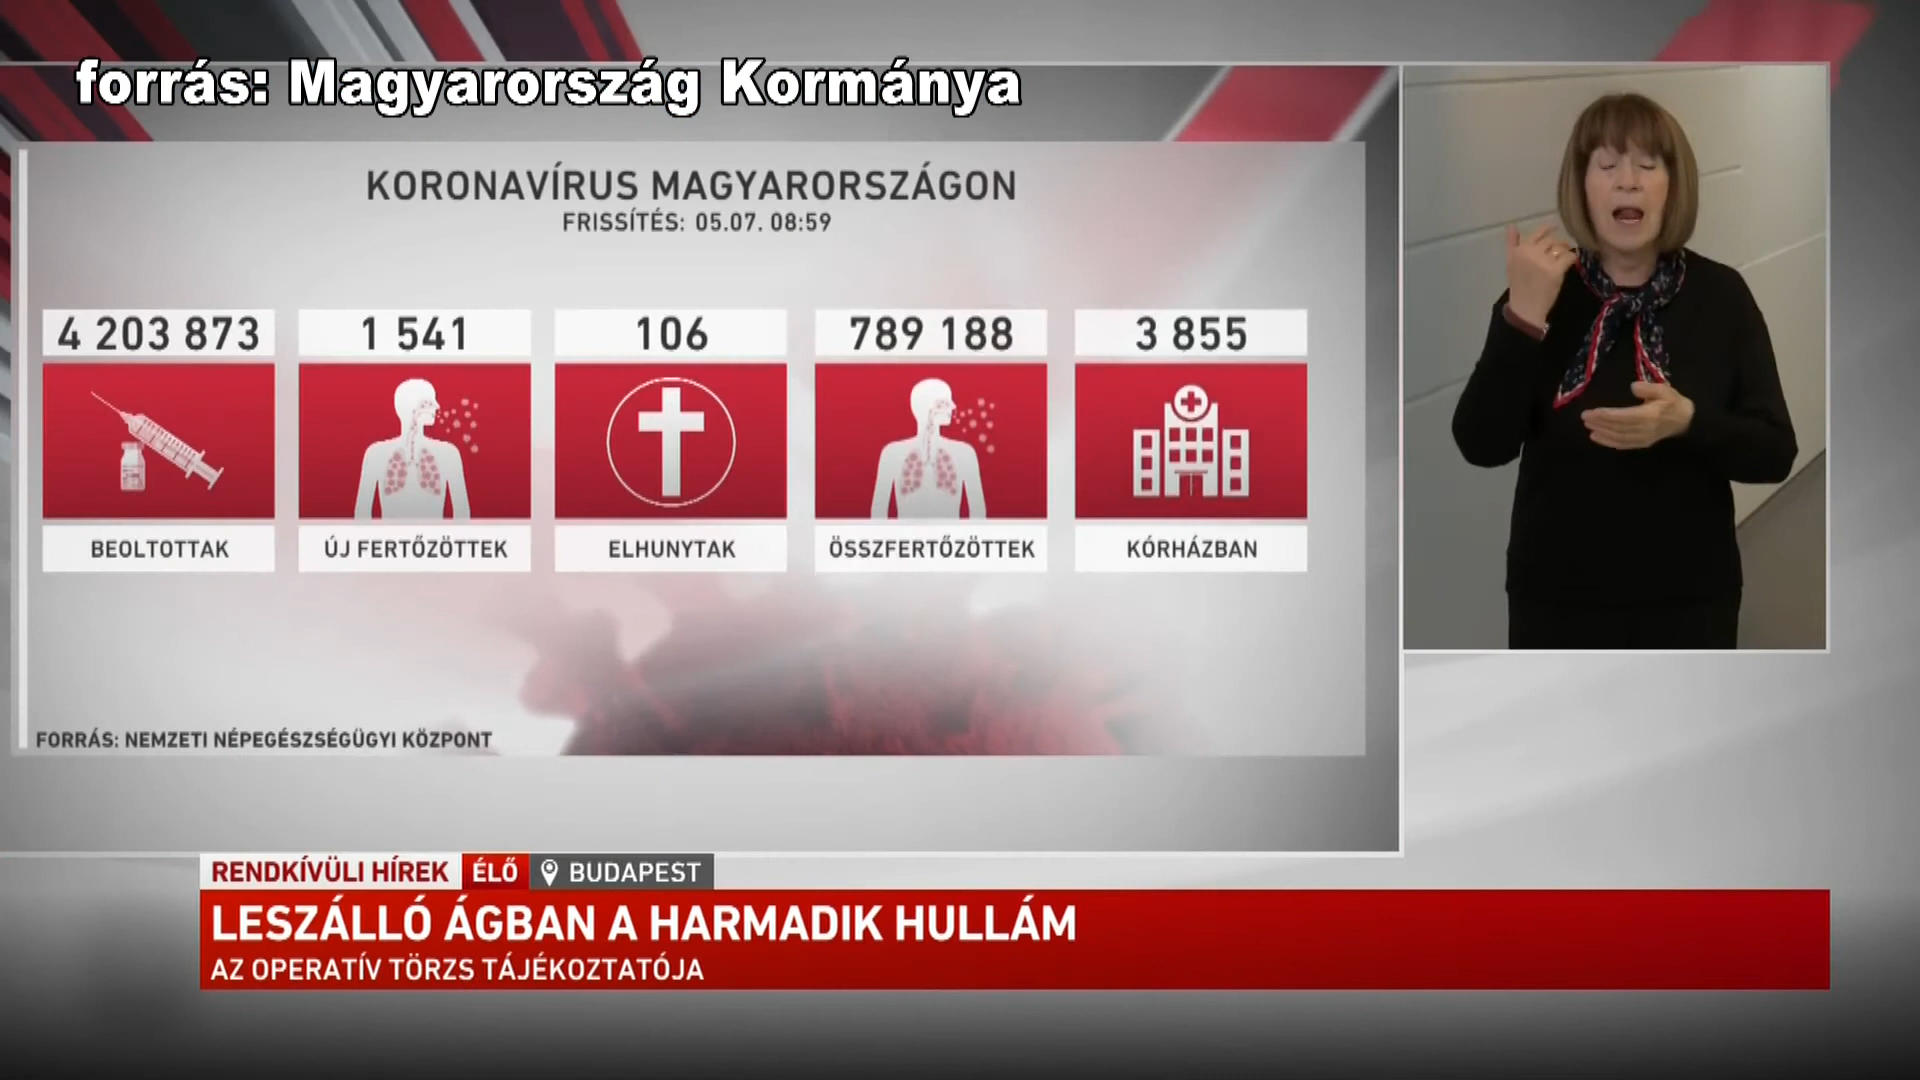 forrás: Magyarország Kormánya
KORONAVÍRUS MAGYARORSZÁGON
FRISSÍTÉS: 05.07. 08:59
4 203 873
1 541
106
789 188
3 855
BEOLTOTTAK
ÚJ FERTŐZÖTTEK
ELHUNYTAK
ÖSSZFERTŐZÖTTEK
KÓRHÁZBAN
FORRÁS: NEMZETI NÉPEGÉSZSÉGÜGYI KÖZPONT
RENDKÍVÜLI HÍREK ÉLŐ BUDAPEST
LESZÁLLÓ ÁGBAN A HARMADIK HULLÁM
AZ OPERATÍV TÖRZS TÁJÉKOZTATÓJA